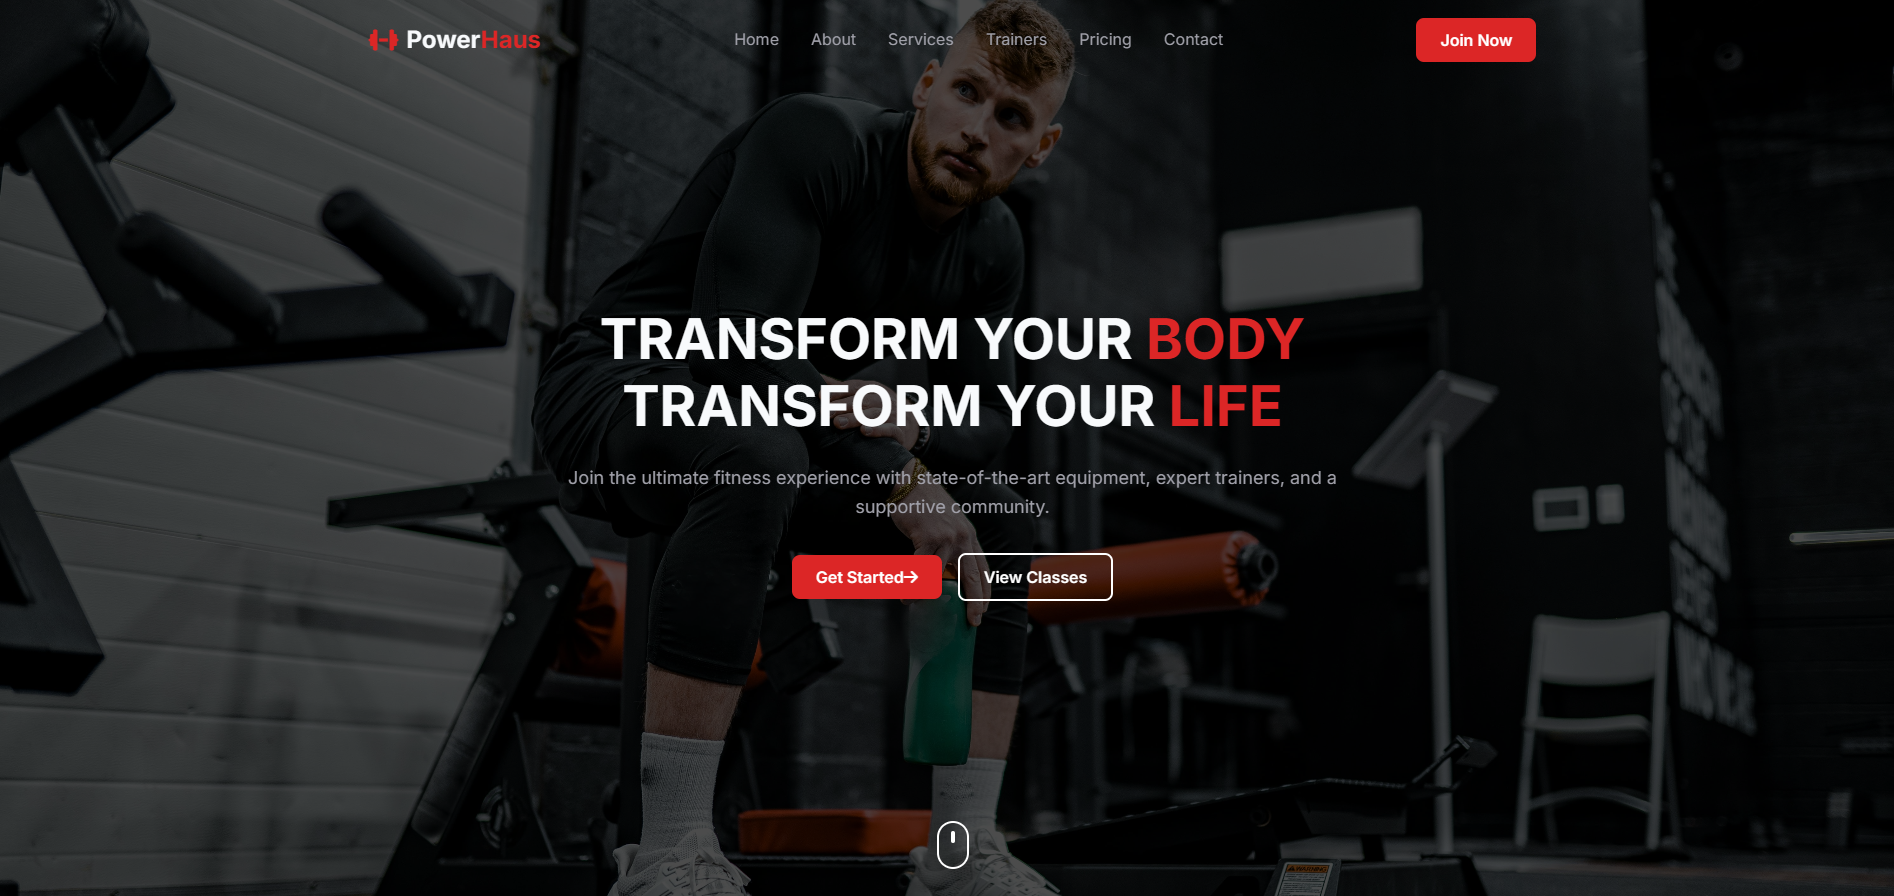 PowerHaus
Home
About
Services
Trainers
Pricing
Contact
Join Now
TRANSFORM YOUR BODY
TRANSFORM YOUR LIFE
Join the ultimate fitness experience with state-of-the-art equipment, expert trainers, and a
supportive community.
Get Started
View Classes
WARNING